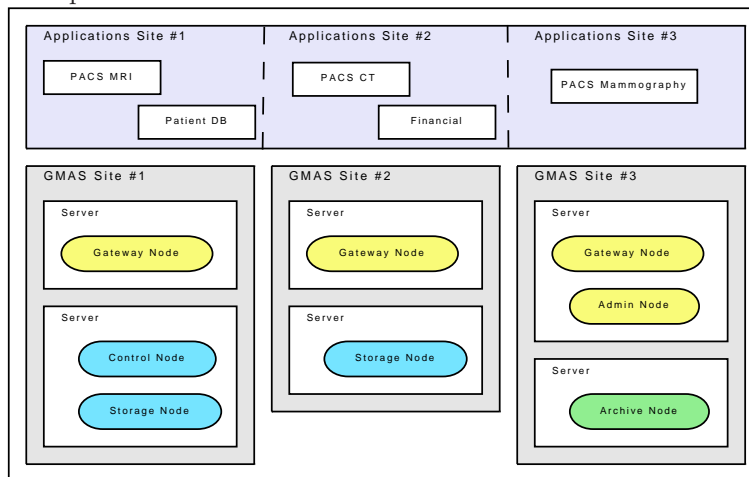 Applications Site #1
Applications Site #2
Applications Site #3
PACS MRI
PACS CT
PACS Mammography
Patient DB
Financial
GMAS Site #1
GMAS Site #2
GMAS Site #3
Server
Server
Server
Gateway Node
Gateway Node
Gateway Node
Admin Node
Server
Server
Control Node
Storage Node
Server
Storage Node
Archive Node